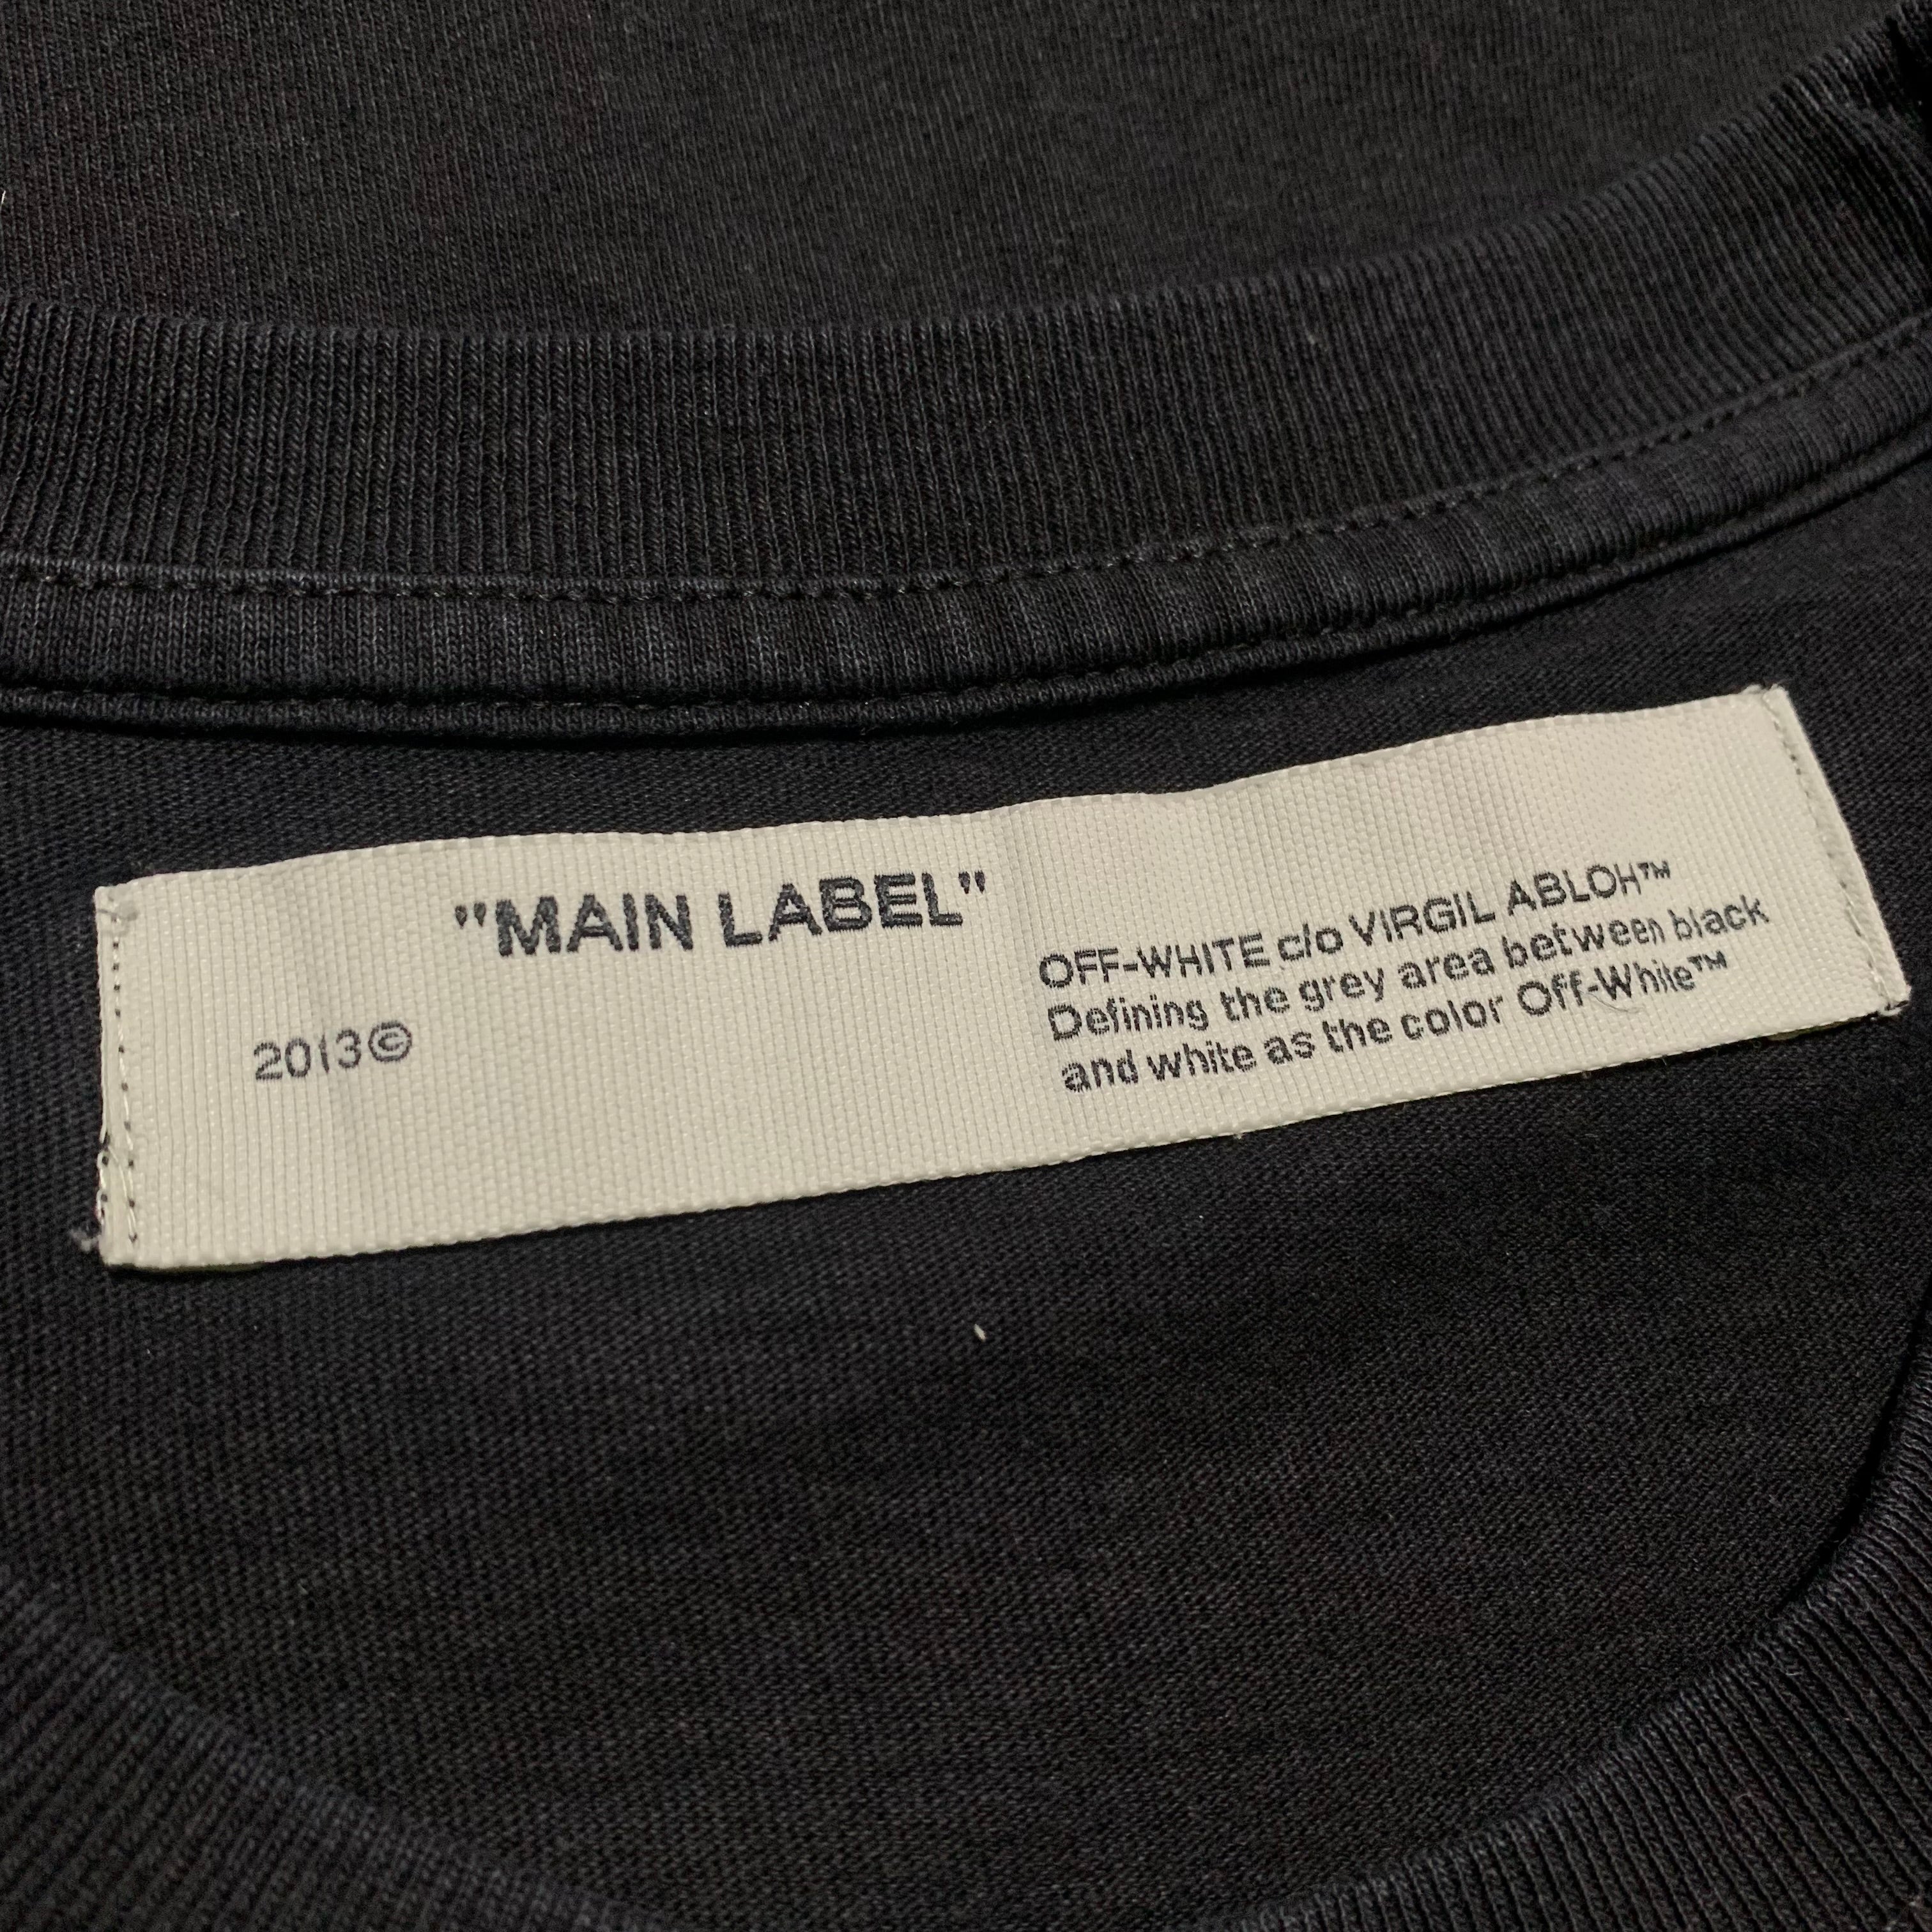 "MAIN LABEL"
2013©
OFF-WHITE c/o VIRGIL ABLOH™
Defining the grey area between black
and white as the color Off-White™